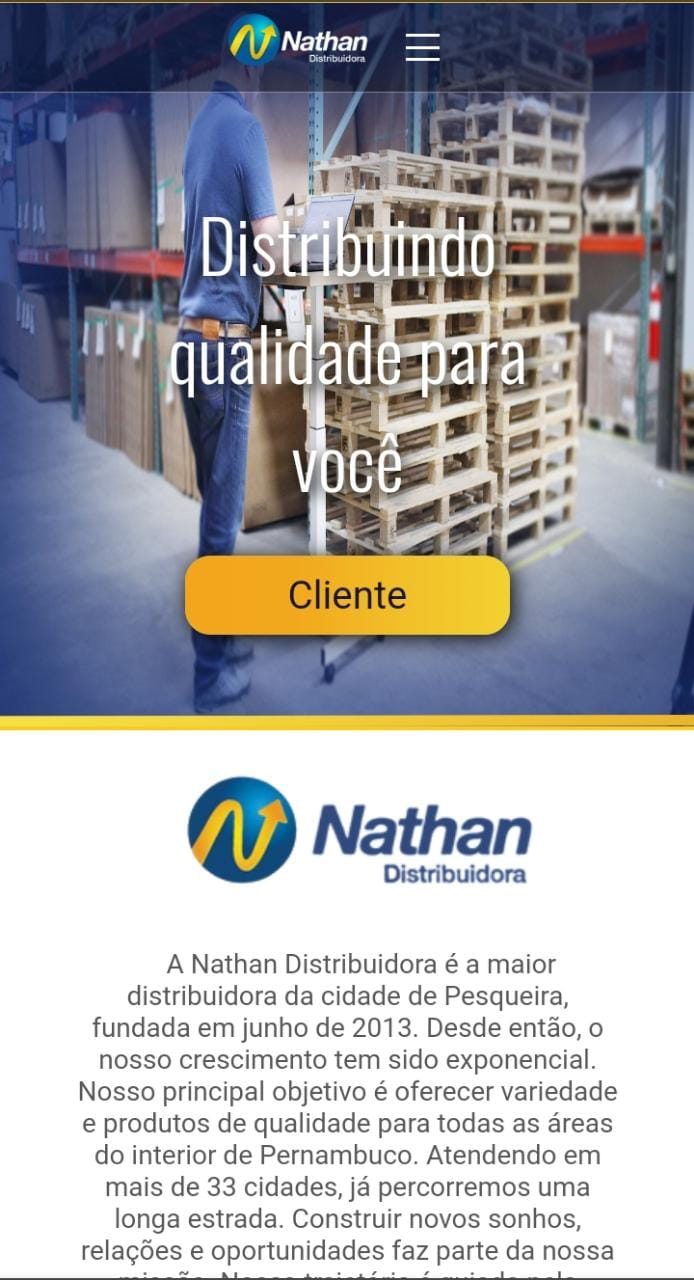 Nathan
Distribuidora
Distribuindo
qualidade para
você
Cliente
Nathan
Distribuidora
A Nathan Distribuidora é a maior
distribuidora da cidade de Pesqueira,
fundada em junho de 2013. Desde então, o
nosso crescimento tem sido exponencial.
Nosso principal objetivo é oferecer variedade
e produtos de qualidade para todas as áreas
do interior de Pernambuco. Atendendo em
mais de 33 cidades, já percorremos uma
longa estrada. Construir novos sonhos,
relações e oportunidades faz parte da nossa